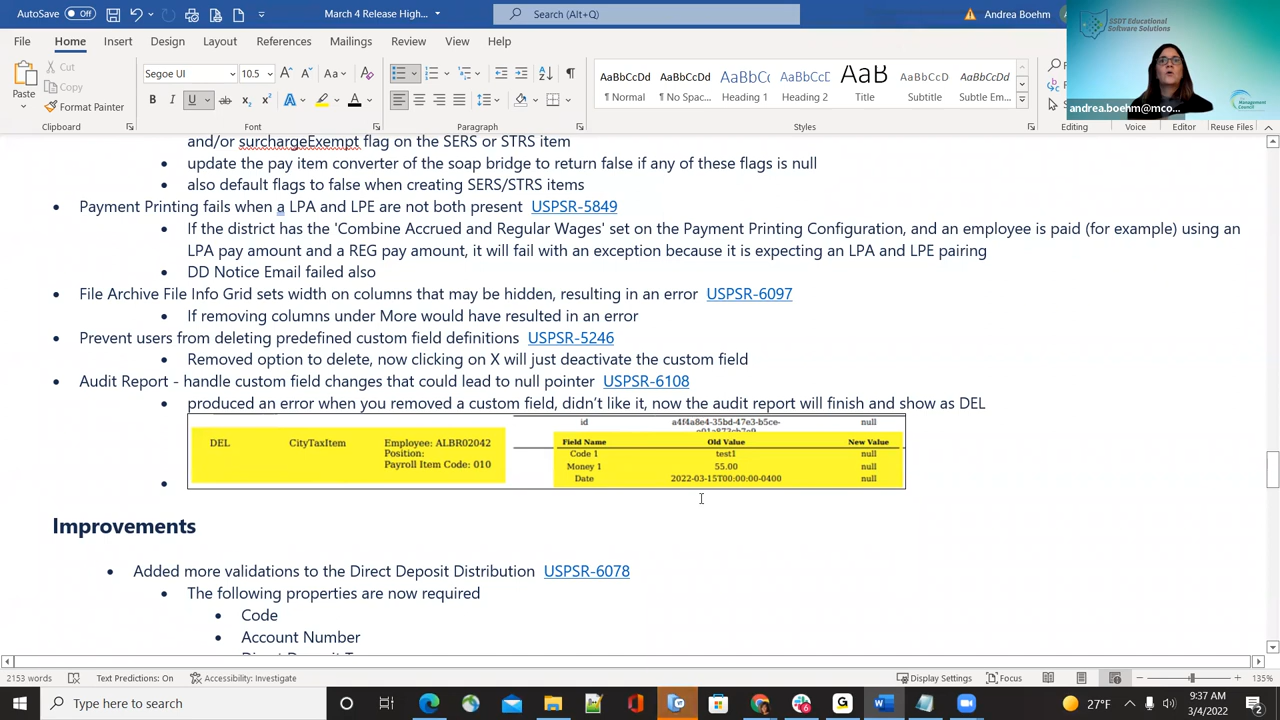 AutoSave Off March 4 Release High... Search (Alt+Q) Andrea Boehm
SSDT Educational
Software Solutions
File Home Insert Design Layout References Mailings Review View Help
Cut
Copy
Format Painter
Paste
Segoe UI 10.5
AaBbCcDd AaBbCcDd AaBbC( AaBbCcE AaB AaBbCcD AaBbCcDd
¶ Normal ¶ No Spac... Heading 1 Heading 2 Title Subtitle Subtle Em...
andrea.boehm@mco...
Management
Council
Clipboard Font Paragraph Styles Editing Voice Editor Reuse Files
and/or surchargeExempt flag on the SERS or STRS item
• update the pay item converter of the soap bridge to return false if any of these flags is null
• also default flags to false when creating SERS/STRS items
• Payment Printing fails when a LPA and LPE are not both present USPSR-5849
• If the district has the 'Combine Accrued and Regular Wages' set on the Payment Printing Configuration, and an employee is paid (for example) using an
LPA pay amount and a REG pay amount, it will fail with an exception because it is expecting an LPA and LPE pairing
• DD Notice Email failed also
• File Archive File Info Grid sets width on columns that may be hidden, resulting in an error USPSR-6097
• If removing columns under More would have resulted in an error
• Prevent users from deleting predefined custom field definitions USPSR-5246
• Removed option to delete, now clicking on X will just deactivate the custom field
• Audit Report - handle custom field changes that could lead to null pointer USPSR-6108
• produced an error when you removed a custom field, didn't like it, now the audit report will finish and show as DEL
id a4f4a8e4-35bd-47e3-b5ce- null
DEL CityTaxItem Employee: ALBR02042
Position:
Payroll Item Code: 010
Field Name Old Value New Value
Code 1 test1 null
Money 1 55.00 null
Date 2022-03-15T00:00:00-0400 null
Improvements
• Added more validations to the Direct Deposit Distribution USPSR-6078
• The following properties are now required
• Code
• Account Number
2153 words Text Predictions: On Accessibility: Investigate Display Settings Focus 135%
Type here to search 27°F 9:37 AM
3/4/2022